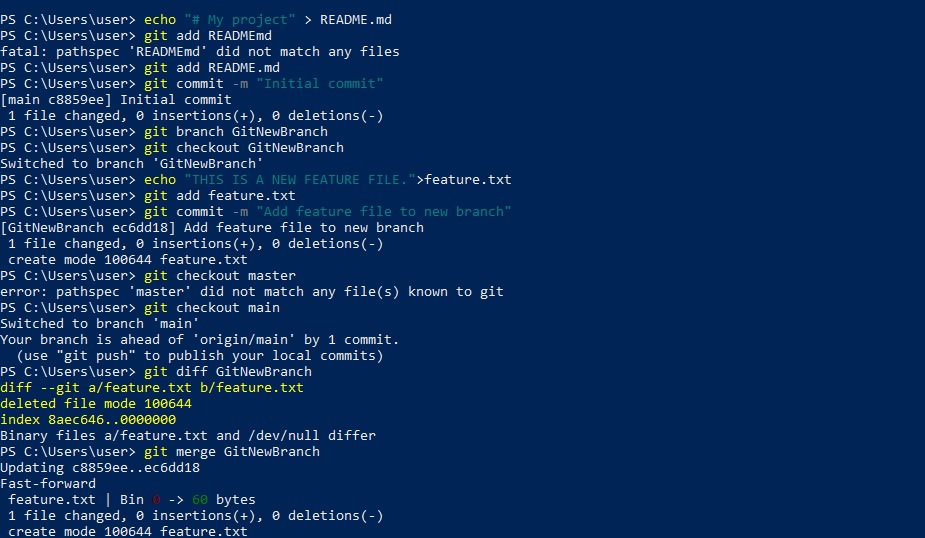 PS C:\Users\user> echo "# My project" > README.md
PS C:\Users\user> git add READMEmd
fatal: pathspec 'READMEmd' did not match any files
PS C:\Users\user> git add README.md
PS C:\Users\user> git commit -m "Initial commit"
[main c8859ee] Initial commit
 1 file changed, 0 insertions(+), 0 deletions(-)
PS C:\Users\user> git branch GitNewBranch
PS C:\Users\user> git checkout GitNewBranch
Switched to branch 'GitNewBranch'
PS C:\Users\user> echo "THIS IS A NEW FEATURE FILE.">feature.txt
PS C:\Users\user> git add feature.txt
PS C:\Users\user> git commit -m "Add feature file to new branch"
[GitNewBranch ec6dd18] Add feature file to new branch
 1 file changed, 0 insertions(+), 0 deletions(-)
 create mode 100644 feature.txt
PS C:\Users\user> git checkout master
error: pathspec 'master' did not match any file(s) known to git
PS C:\Users\user> git checkout main
Switched to branch 'main'
Your branch is ahead of 'origin/main' by 1 commit.
  (use "git push" to publish your local commits)
PS C:\Users\user> git diff GitNewBranch
diff --git a/feature.txt b/feature.txt
deleted file mode 100644
index 8aec646..0000000
Binary files a/feature.txt and /dev/null differ
PS C:\Users\user> git merge GitNewBranch
Updating c8859ee..ec6dd18
Fast-forward
 feature.txt | Bin 0 -> 60 bytes
 1 file changed, 0 insertions(+), 0 deletions(-)
 create mode 100644 feature.txt